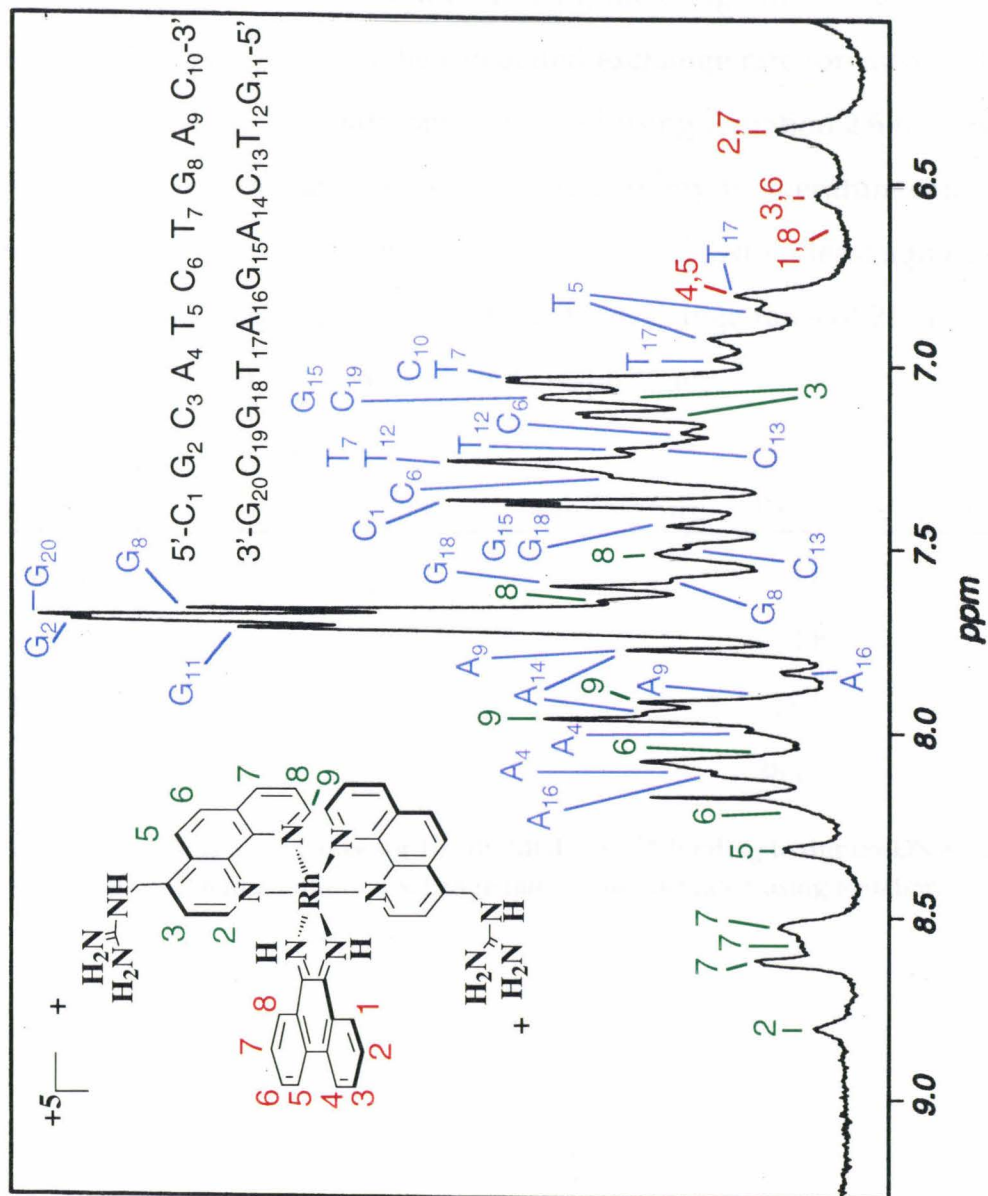 +5
+
H₂N
NH
H₂N
3
5
6
2
7
8
9
N
N
H
N
Rh
N
N
N
H
8
7
6
5
4
3
2
1
H₂N
H₂N
N
H
+
5'-C₁ G₂ C₃ A₄ T₅ C₆ T₇ G₈ A₉ C₁₀-3'
3'-G₂₀C₁₉G₁₈T₁₇A₁₆G₁₅A₁₄C₁₃T₁₂G₁₁-5'
G₂
G₂₀
G₈
G₁₁
T₇
T₁₂
G₁₅
C₁₉
C₁₀
T₇
C₁
C₆
T₁₂
C₆
G₁₈
G₁₅
G₁₈
8
8
A₉
A₁₄
9
9
A₉
A₄
A₄
A₁₆
6
6
5
7
7
7
2
A₁₆
G₈
C₁₃
C₁₃
3
T₁₇
T₅
4,5
T₁₇
1,8
3,6
2,7
9.0 8.5 8.0 7.5 7.0 6.5
ppm